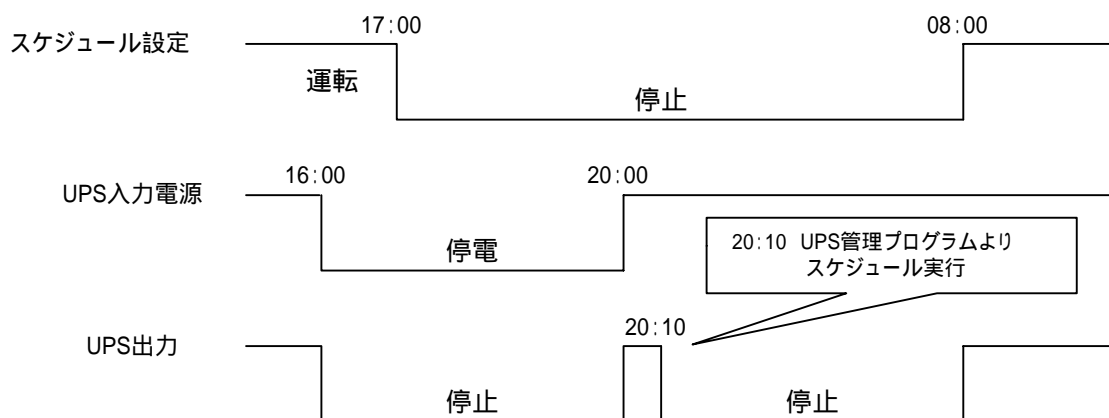 17:00
08:00
スケジュール設定
運転
停止
16:00
20:00
UPS入力電源
停電
20:10 UPS管理プログラムより
スケジュール実行
20:10
UPS出力
停止
停止